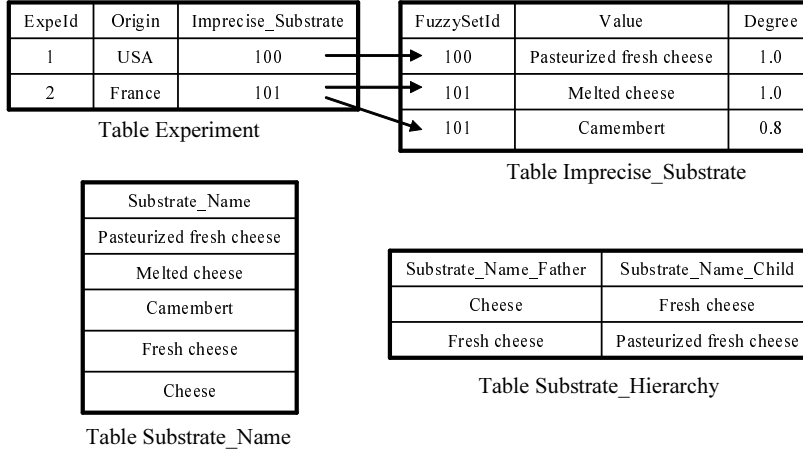 ExpeId Origin Imprecise_Substrate
1 USA 100
2 France 101
Table Experiment
FuzzySetId Value Degree
100 Pasteurized fresh cheese 1.0
101 Melted cheese 1.0
101 Camembert 0.8
Table Imprecise_Substrate
Substrate_Name
Pasteurized fresh cheese
Melted cheese
Camembert
Fresh cheese
Cheese
Table Substrate_Name
Substrate_Name_Father Substrate_Name_Child
Cheese Fresh cheese
Fresh cheese Pasteurized fresh cheese
Table Substrate_Hierarchy